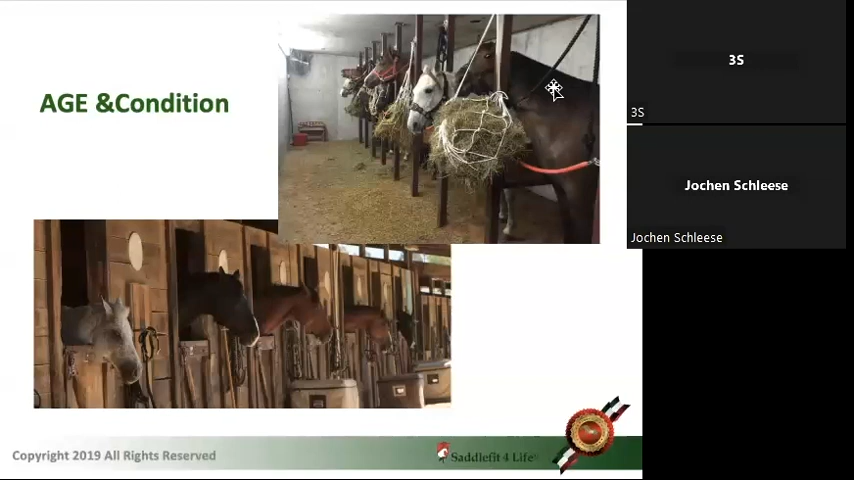 AGE &Condition
Copyright 2019 All Rights Reserved
Saddlefit 4 Life
3S
3S
Jochen Schleese
Jochen Schleese